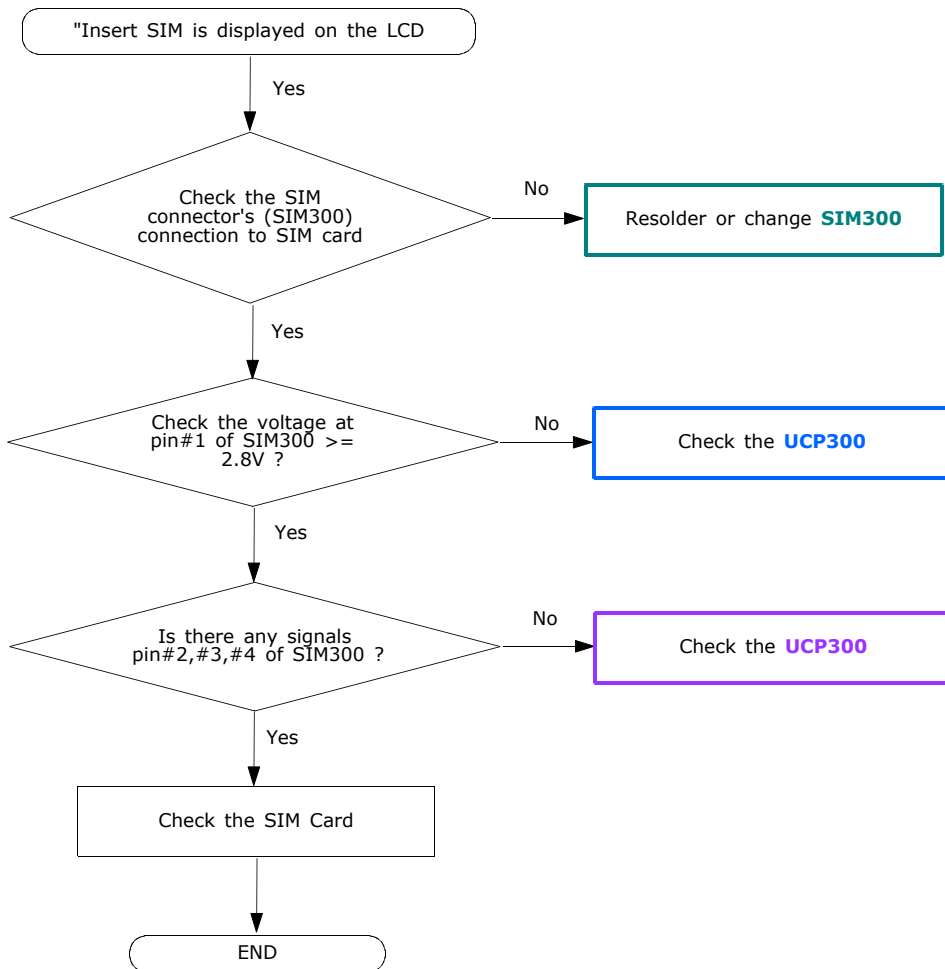 "Insert SIM is displayed on the LCD
Yes
Check the SIM
connector's (SIM300)
connection to SIM card
No
Resolder or change SIM300
Yes
Check the voltage at
pin#1 of SIM300 >=
2.8V ?
No
Check the UCP300
Yes
Is there any signals
pin#2,#3,#4 of SIM300 ?
No
Check the UCP300
Yes
Check the SIM Card
END